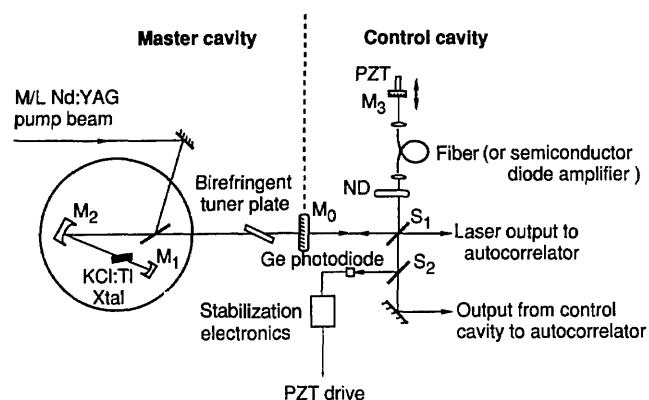 Master cavity
Control cavity
PZT
M3
M/L Nd:YAG
pump beam
Fiber (or semiconductor
diode amplifier)
ND
Birefringent
tuner plate
M2
M0
S1
M1
KCl:Tl
Xtal
Laser output to
autocorrelator
Ge photodiode
S2
Stabilization
electronics
Output from control
cavity to autocorrelator
PZT drive